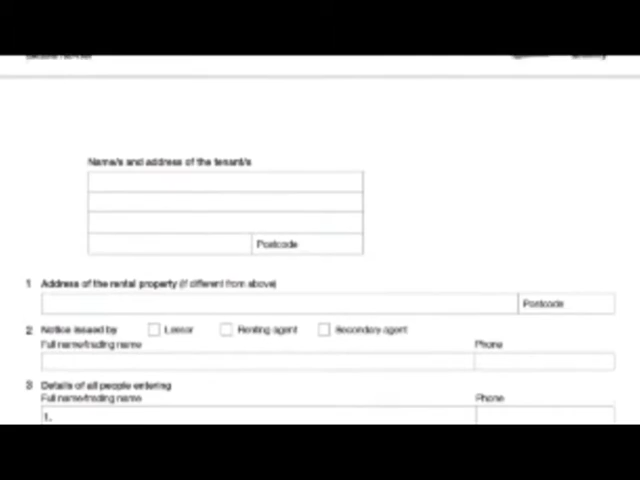 Name/s and address of the tenant/s
Postcode
1 Address of the rental property (if different from above)
Postcode
2 Notice issued by Lessor Renting agent Secondary agent
Full name/trading name Phone
3 Details of all people entering
Full name/trading name Phone
1.